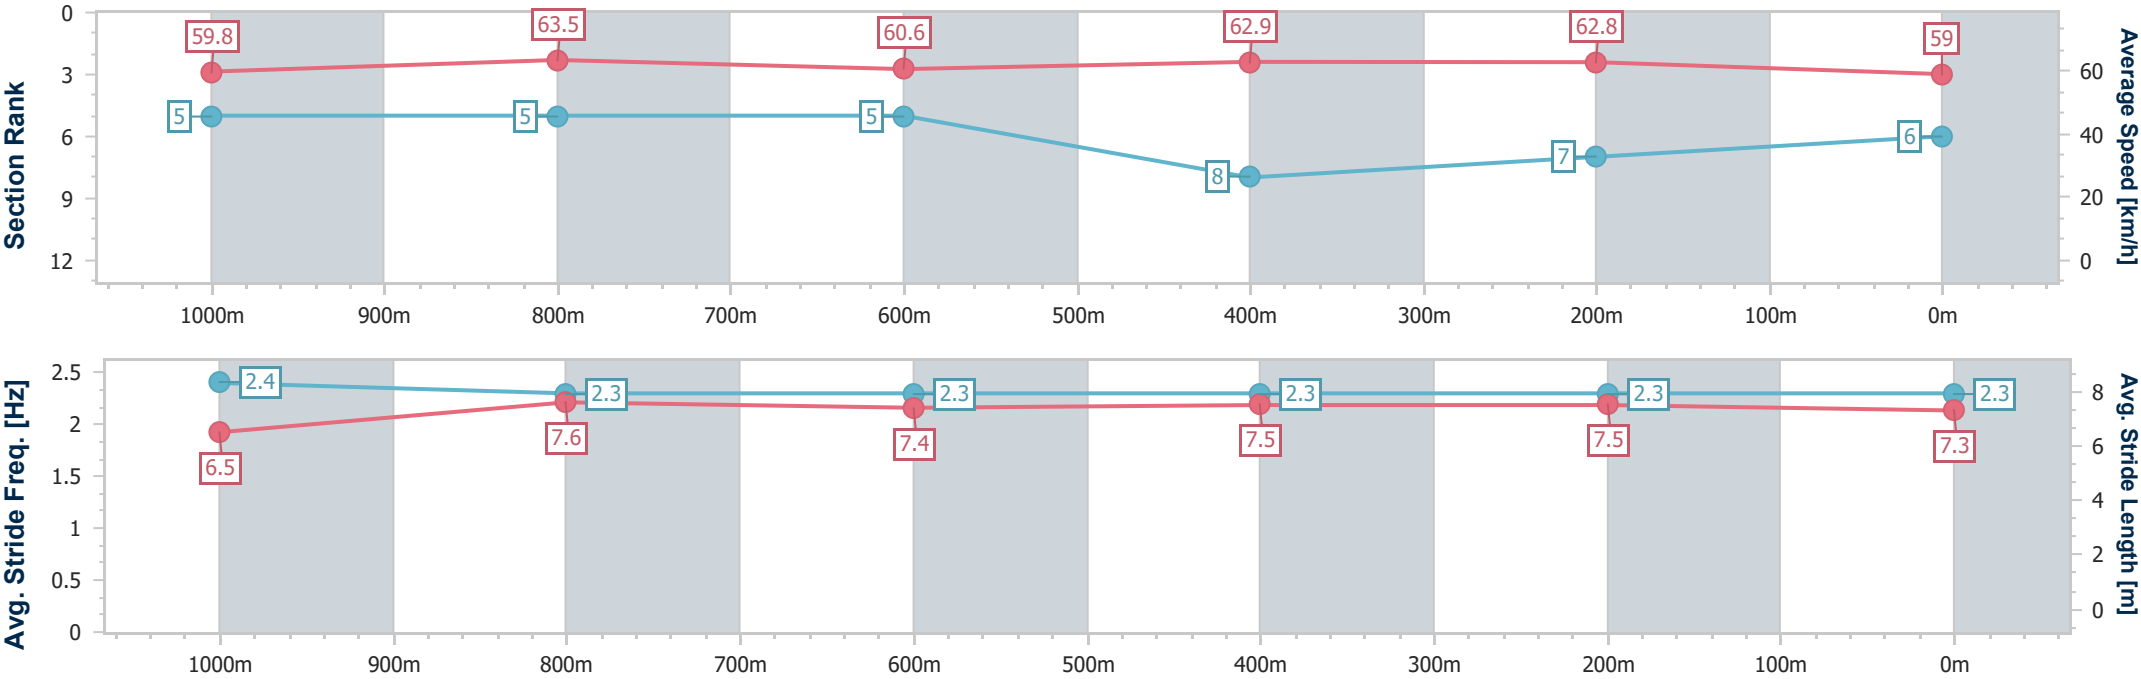 Section Rank
0
3
6
9
12
59.8
63.5
60.6
62.9
62.8
59
5
5
5
8
7
6
60
40
20
0
Average Speed [km/h]
1000m
900m
800m
700m
600m
500m
400m
300m
200m
100m
0m
Avg. Stride Freq. [Hz]
2.5
2
1.5
1
0.5
0
2.4
2.3
2.3
2.3
2.3
2.3
6.5
7.6
7.4
7.5
7.5
7.3
8
6
4
2
0
Avg. Stride Length [m]
1000m
900m
800m
700m
600m
500m
400m
300m
200m
100m
0m